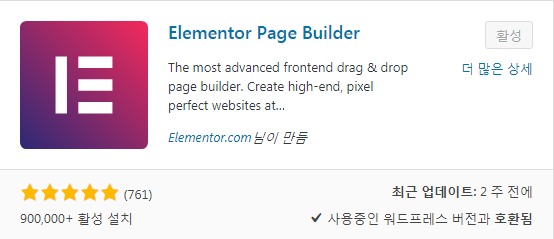 Elementor Page Builder
활성
The most advanced frontend drag & drop
page builder. Create high-end, pixel
perfect websites at...
더 많은 상세
Elementor.com님이 만듦
(761)
최근 업데이트: 2 주 전에
900,000+ 활성 설치
사용중인 워드프레스 버전과 호환됨